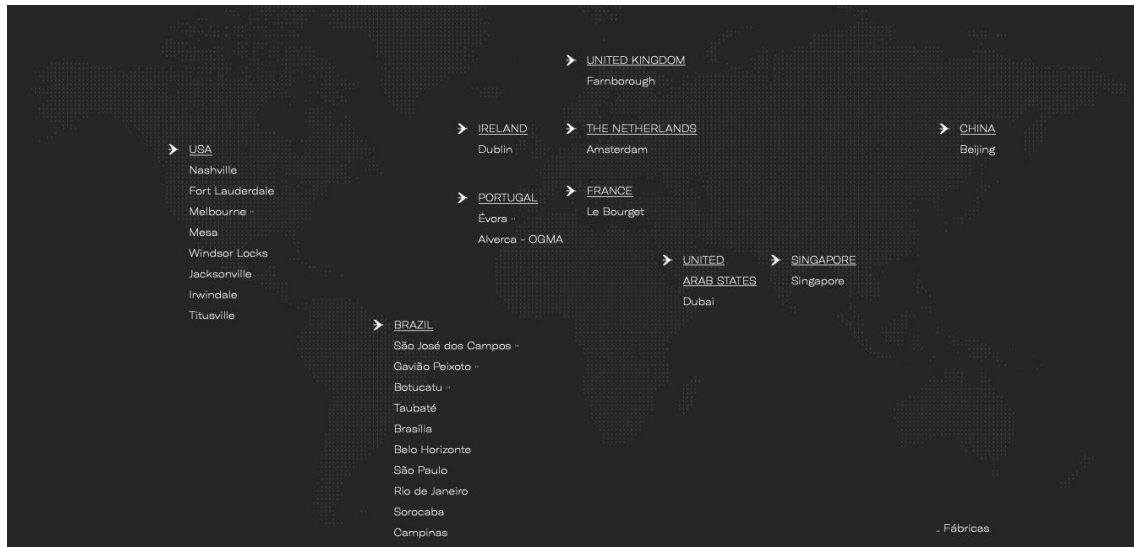 UNITED KINGDOM
Farnborough
IRELAND
Dublin
THE NETHERLANDS
Amsterdam
CHINA
Beijing
USA
Nashville
Fort Lauderdale
Melbourne ..
Mesa
Windsor Locks
Jacksonville
Irwindale
Titusville
PORTUGAL
Évora ..
Alverca - OGMA
FRANCE
Le Bourget
UNITED
ARAB STATES
Dubai
SINGAPORE
Singapore
BRAZIL
São José dos Campos ..
Gavião Peixoto ..
Botucatu ..
Taubaté
Brasília
Belo Horizonte
São Paulo
Rio de Janeiro
Sorocaba
Campinas
.. Fábricas